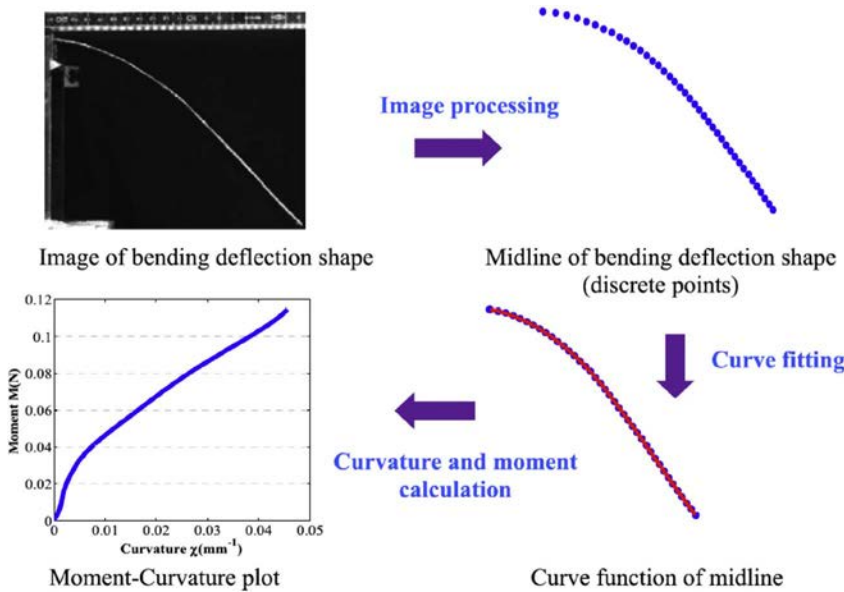 Image processing
Image of bending deflection shape
Midline of bending deflection shape
(discrete points)
Curve fitting
Curvature and moment
calculation
0.12
0.1
0.08
0.06
0.04
0.02
0
Moment M(N)
0 0.01 0.02 0.03 0.04 0.05
Curvature χ(mm⁻¹)
Moment-Curvature plot
Curve function of midline